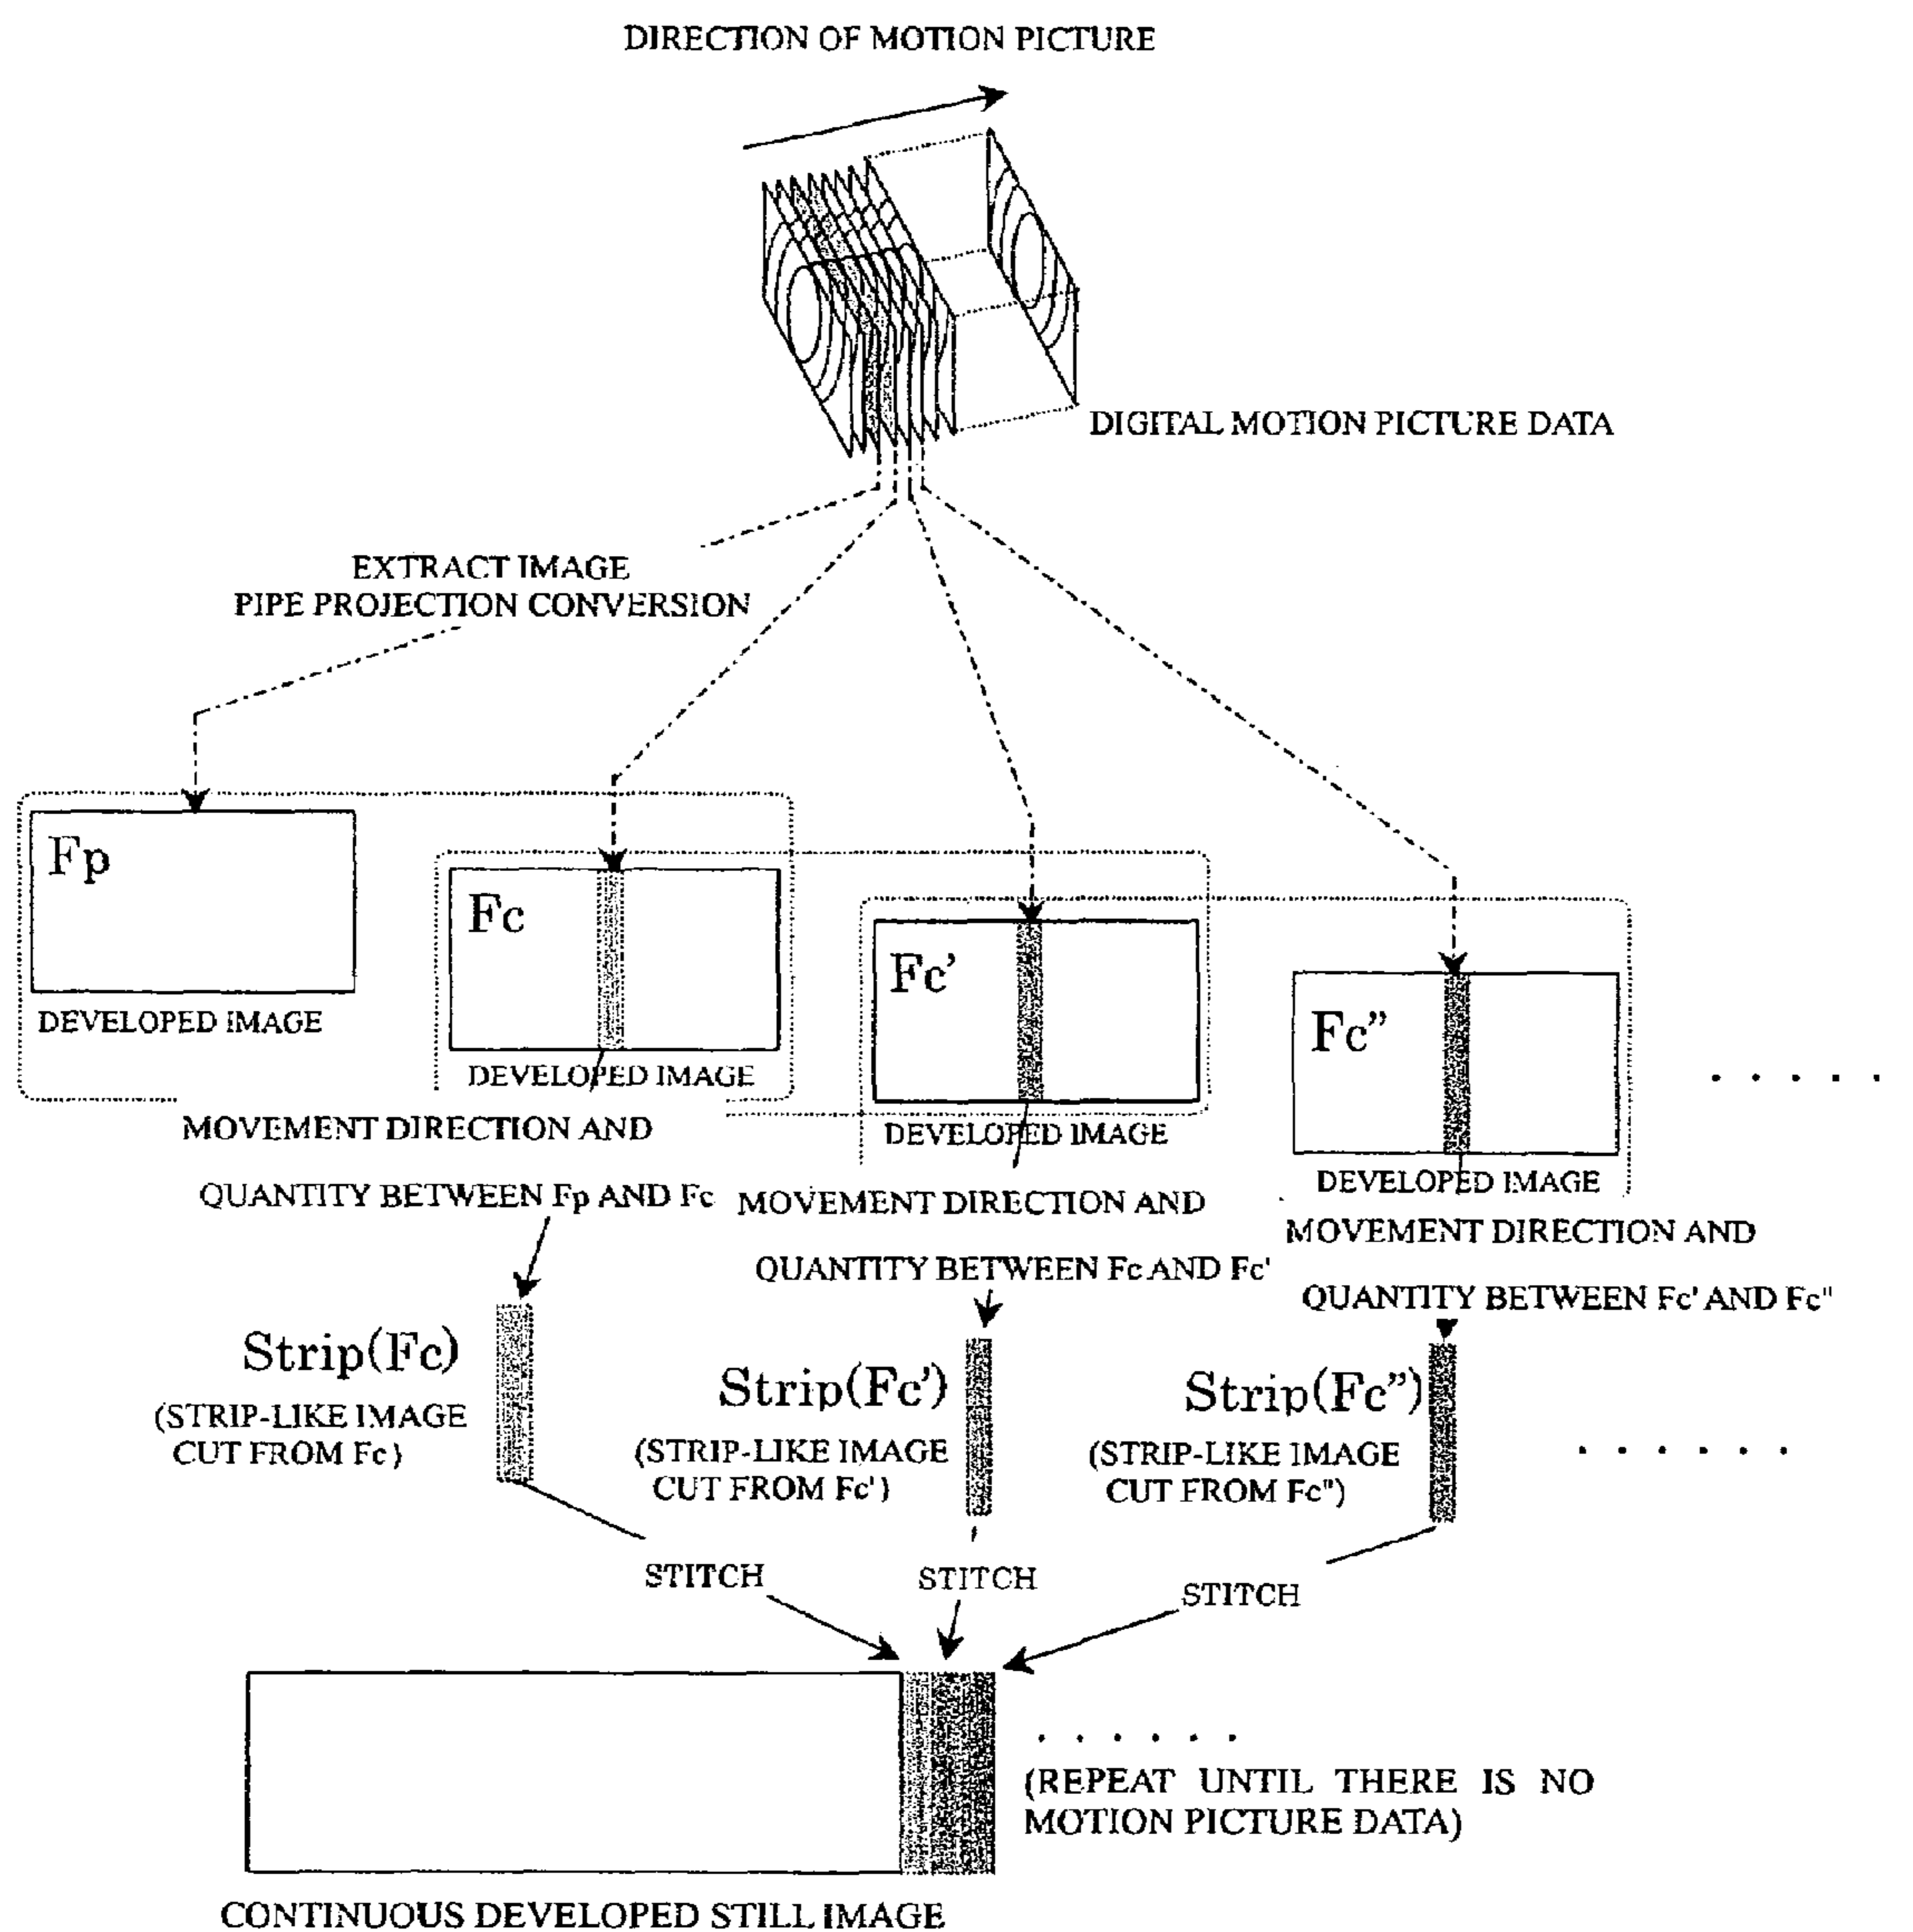 DIRECTION OF MOTION PICTURE
DIGITAL MOTION PICTURE DATA
EXTRACT IMAGE
PIPE PROJECTION CONVERSION
Fp
DEVELOPED IMAGE
Fc
DEVELOPED IMAGE
Fc’
DEVELOPED IMAGE
Fc”
DEVELOPED IMAGE
. . . . .
MOVEMENT DIRECTION AND
QUANTITY BETWEEN Fp AND Fc
MOVEMENT DIRECTION AND
QUANTITY BETWEEN Fc AND Fc'
MOVEMENT DIRECTION AND
QUANTITY BETWEEN Fc' AND Fc"
Strip(Fc)
(STRIP-LIKE IMAGE
CUT FROM Fc)
Strip(Fc’)
(STRIP-LIKE IMAGE
CUT FROM Fc')
Strip(Fc”)
(STRIP-LIKE IMAGE
CUT FROM Fc")
. . . . . .
STITCH
STITCH
STITCH
. . . . . .
(REPEAT UNTIL THERE IS NO
MOTION PICTURE DATA)
CONTINUOUS DEVELOPED STILL IMAGE